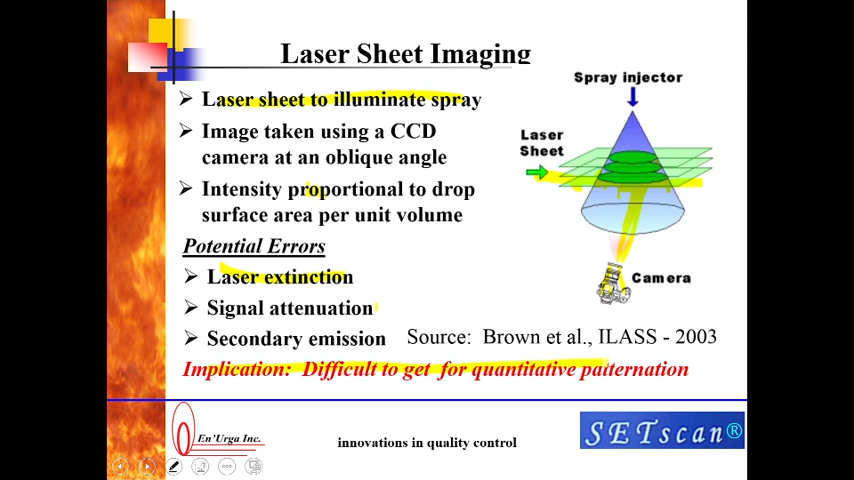 Laser Sheet Imaging
➢ Laser sheet to illuminate spray
➢ Image taken using a CCD
camera at an oblique angle
➢ Intensity proportional to drop
surface area per unit volume
Potential Errors
➢ Laser extinction
➢ Signal attenuation
➢ Secondary emission
Source: Brown et al., ILASS - 2003
Implication: Difficult to get for quantitative patternation
Spray injector
Laser
Sheet
Camera
En'Urga Inc.
innovations in quality control
SETscan®